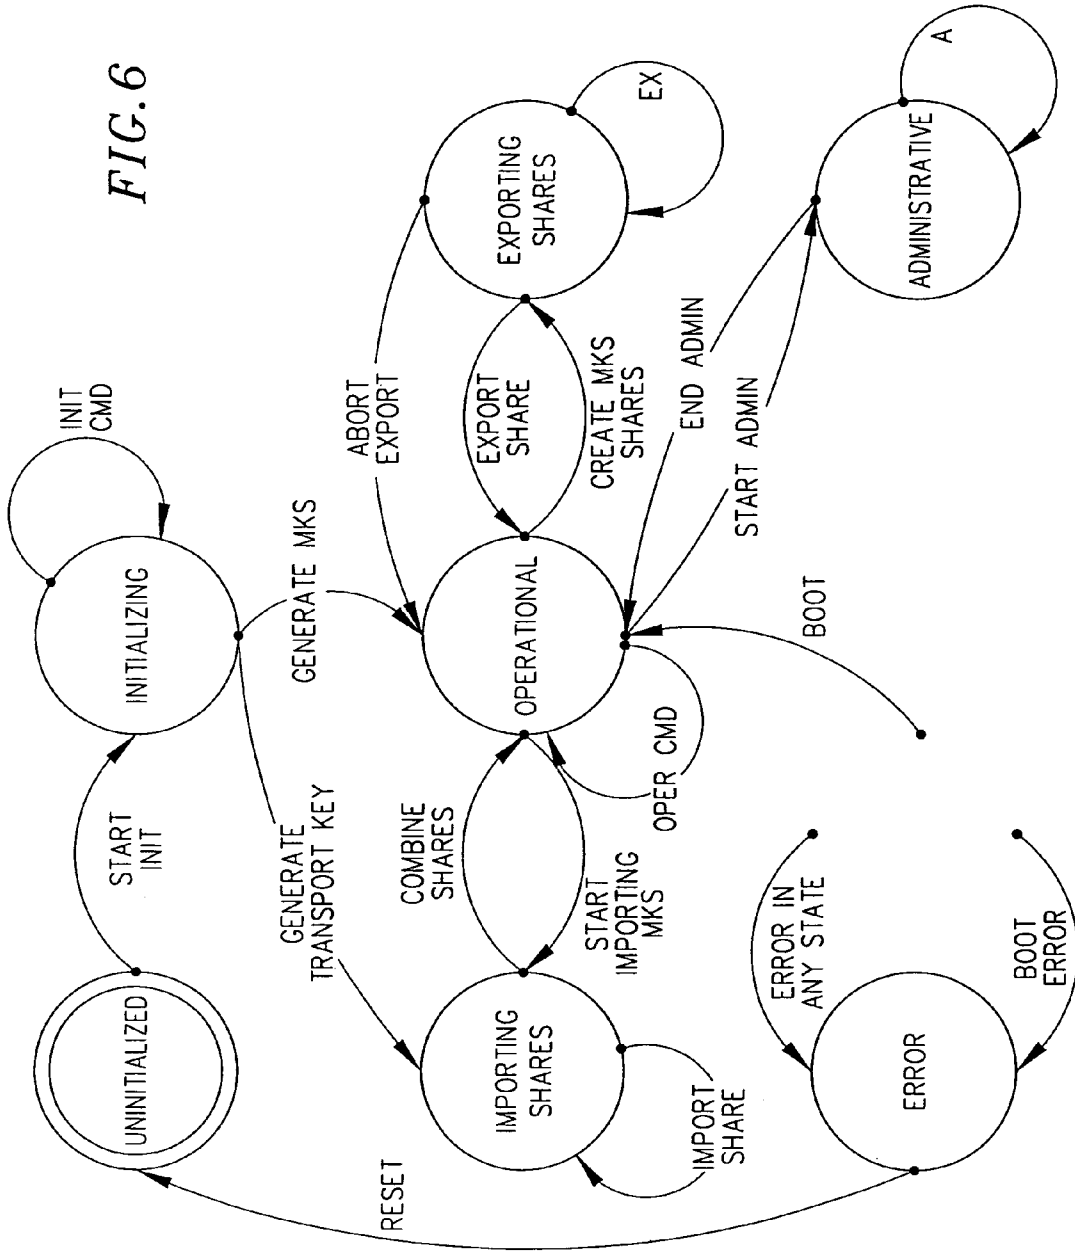 FIG.6
UNINITIALIZED
START
INIT
INITIALIZING
INIT
CMD
RESET
GENERATE
TRANSPORT KEY
GENERATE MKS
ABORT
EXPORT
IMPORTING
SHARES
COMBINE
SHARES
START
IMPORTING
MKS
IMPORT
SHARE
OPERATIONAL
OPER CMD
EXPORT
SHARE
CREATE MKS
SHARES
EXPORTING
SHARES
EX
END ADMIN
START ADMIN
BOOT
ERROR
ERROR IN
ANY STATE
BOOT
ERROR
ADMINISTRATIVE
A